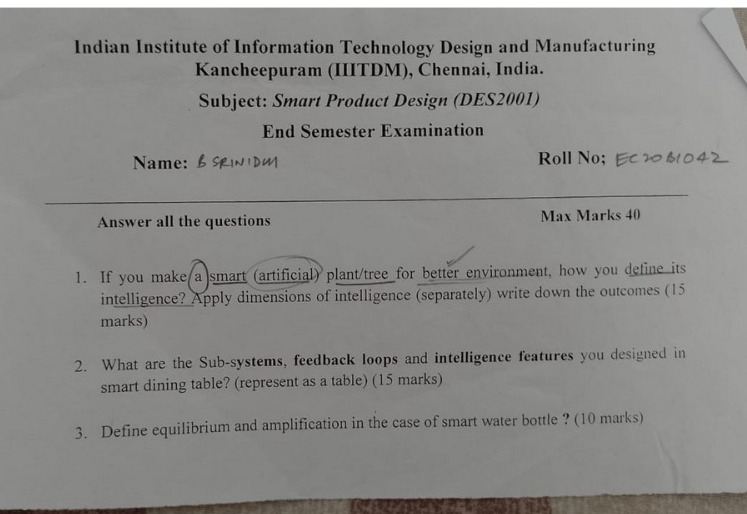 Indian Institute of Information Technology Design and Manufacturing
Kancheepuram (IIITDM), Chennai, India.
Subject: Smart Product Design (DES2001)
End Semester Examination
Name: B SRINIDHI Roll No; EC20B1042
Answer all the questions Max Marks 40
1. If you make a smart (artificial) plant/tree for better environment, how you define its
intelligence? Apply dimensions of intelligence (separately) write down the outcomes (15
marks)
2. What are the Sub-systems, feedback loops and intelligence features you designed in
smart dining table? (represent as a table) (15 marks)
3. Define equilibrium and amplification in the case of smart water bottle ? (10 marks)